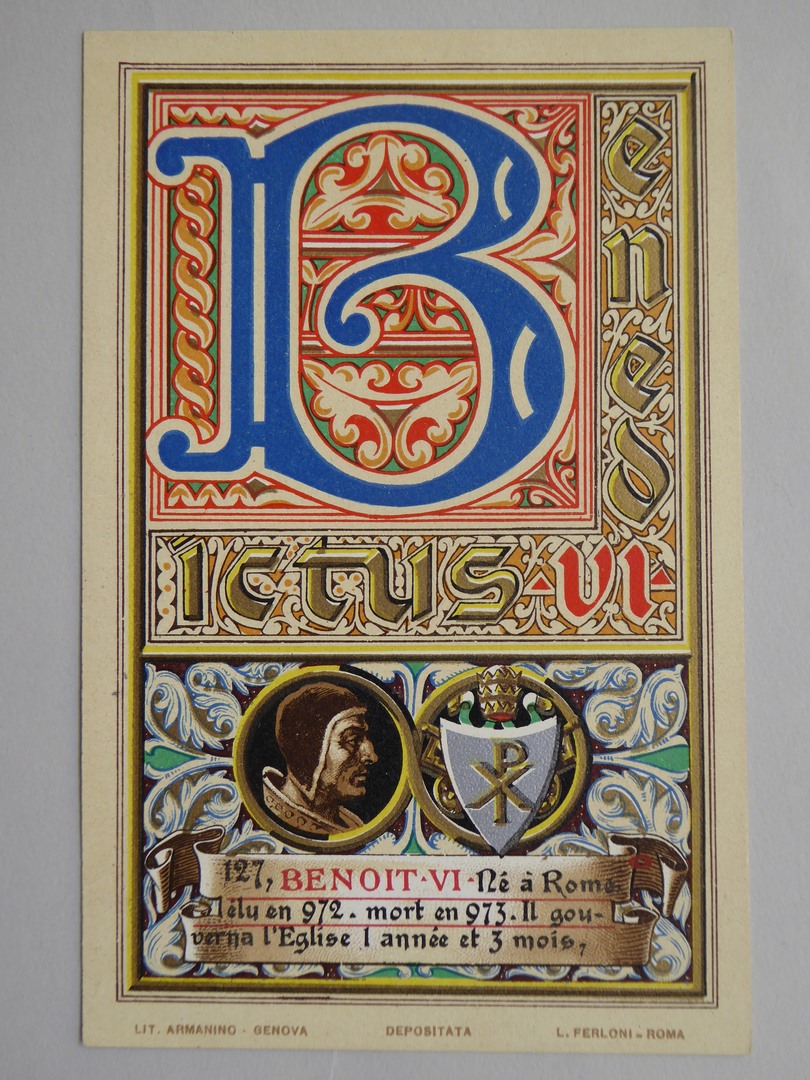 Benedictus VI
127, BENOIT·VI·Né à Rome.
élu en 972. mort en 973. Il gou-
verna l'Eglise 1 année et 3 mois,
LIT. ARMANINO - GENOVA DEPOSITATA L. FERLONI - ROMA